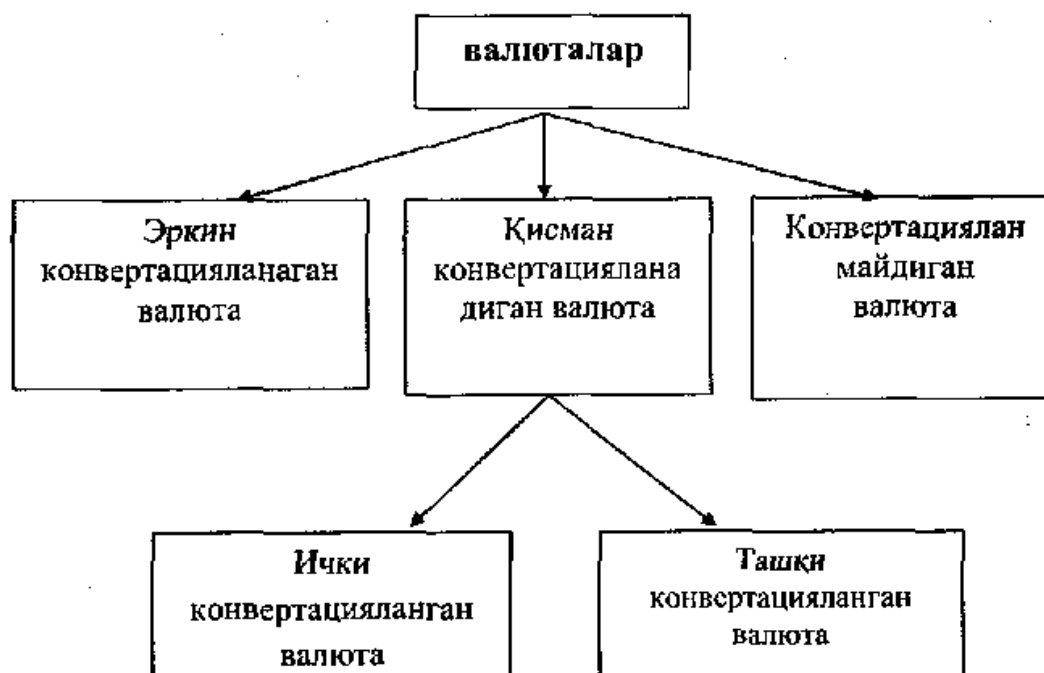 валюталар
Эркин
конвертацияланаган
валюта
Қисман
конвертациялана
диган валюта
Конвертациялан
майдиган
валюта
Ички
конвертацияланган
валюта
Ташқи
конвертацияланган
валюта